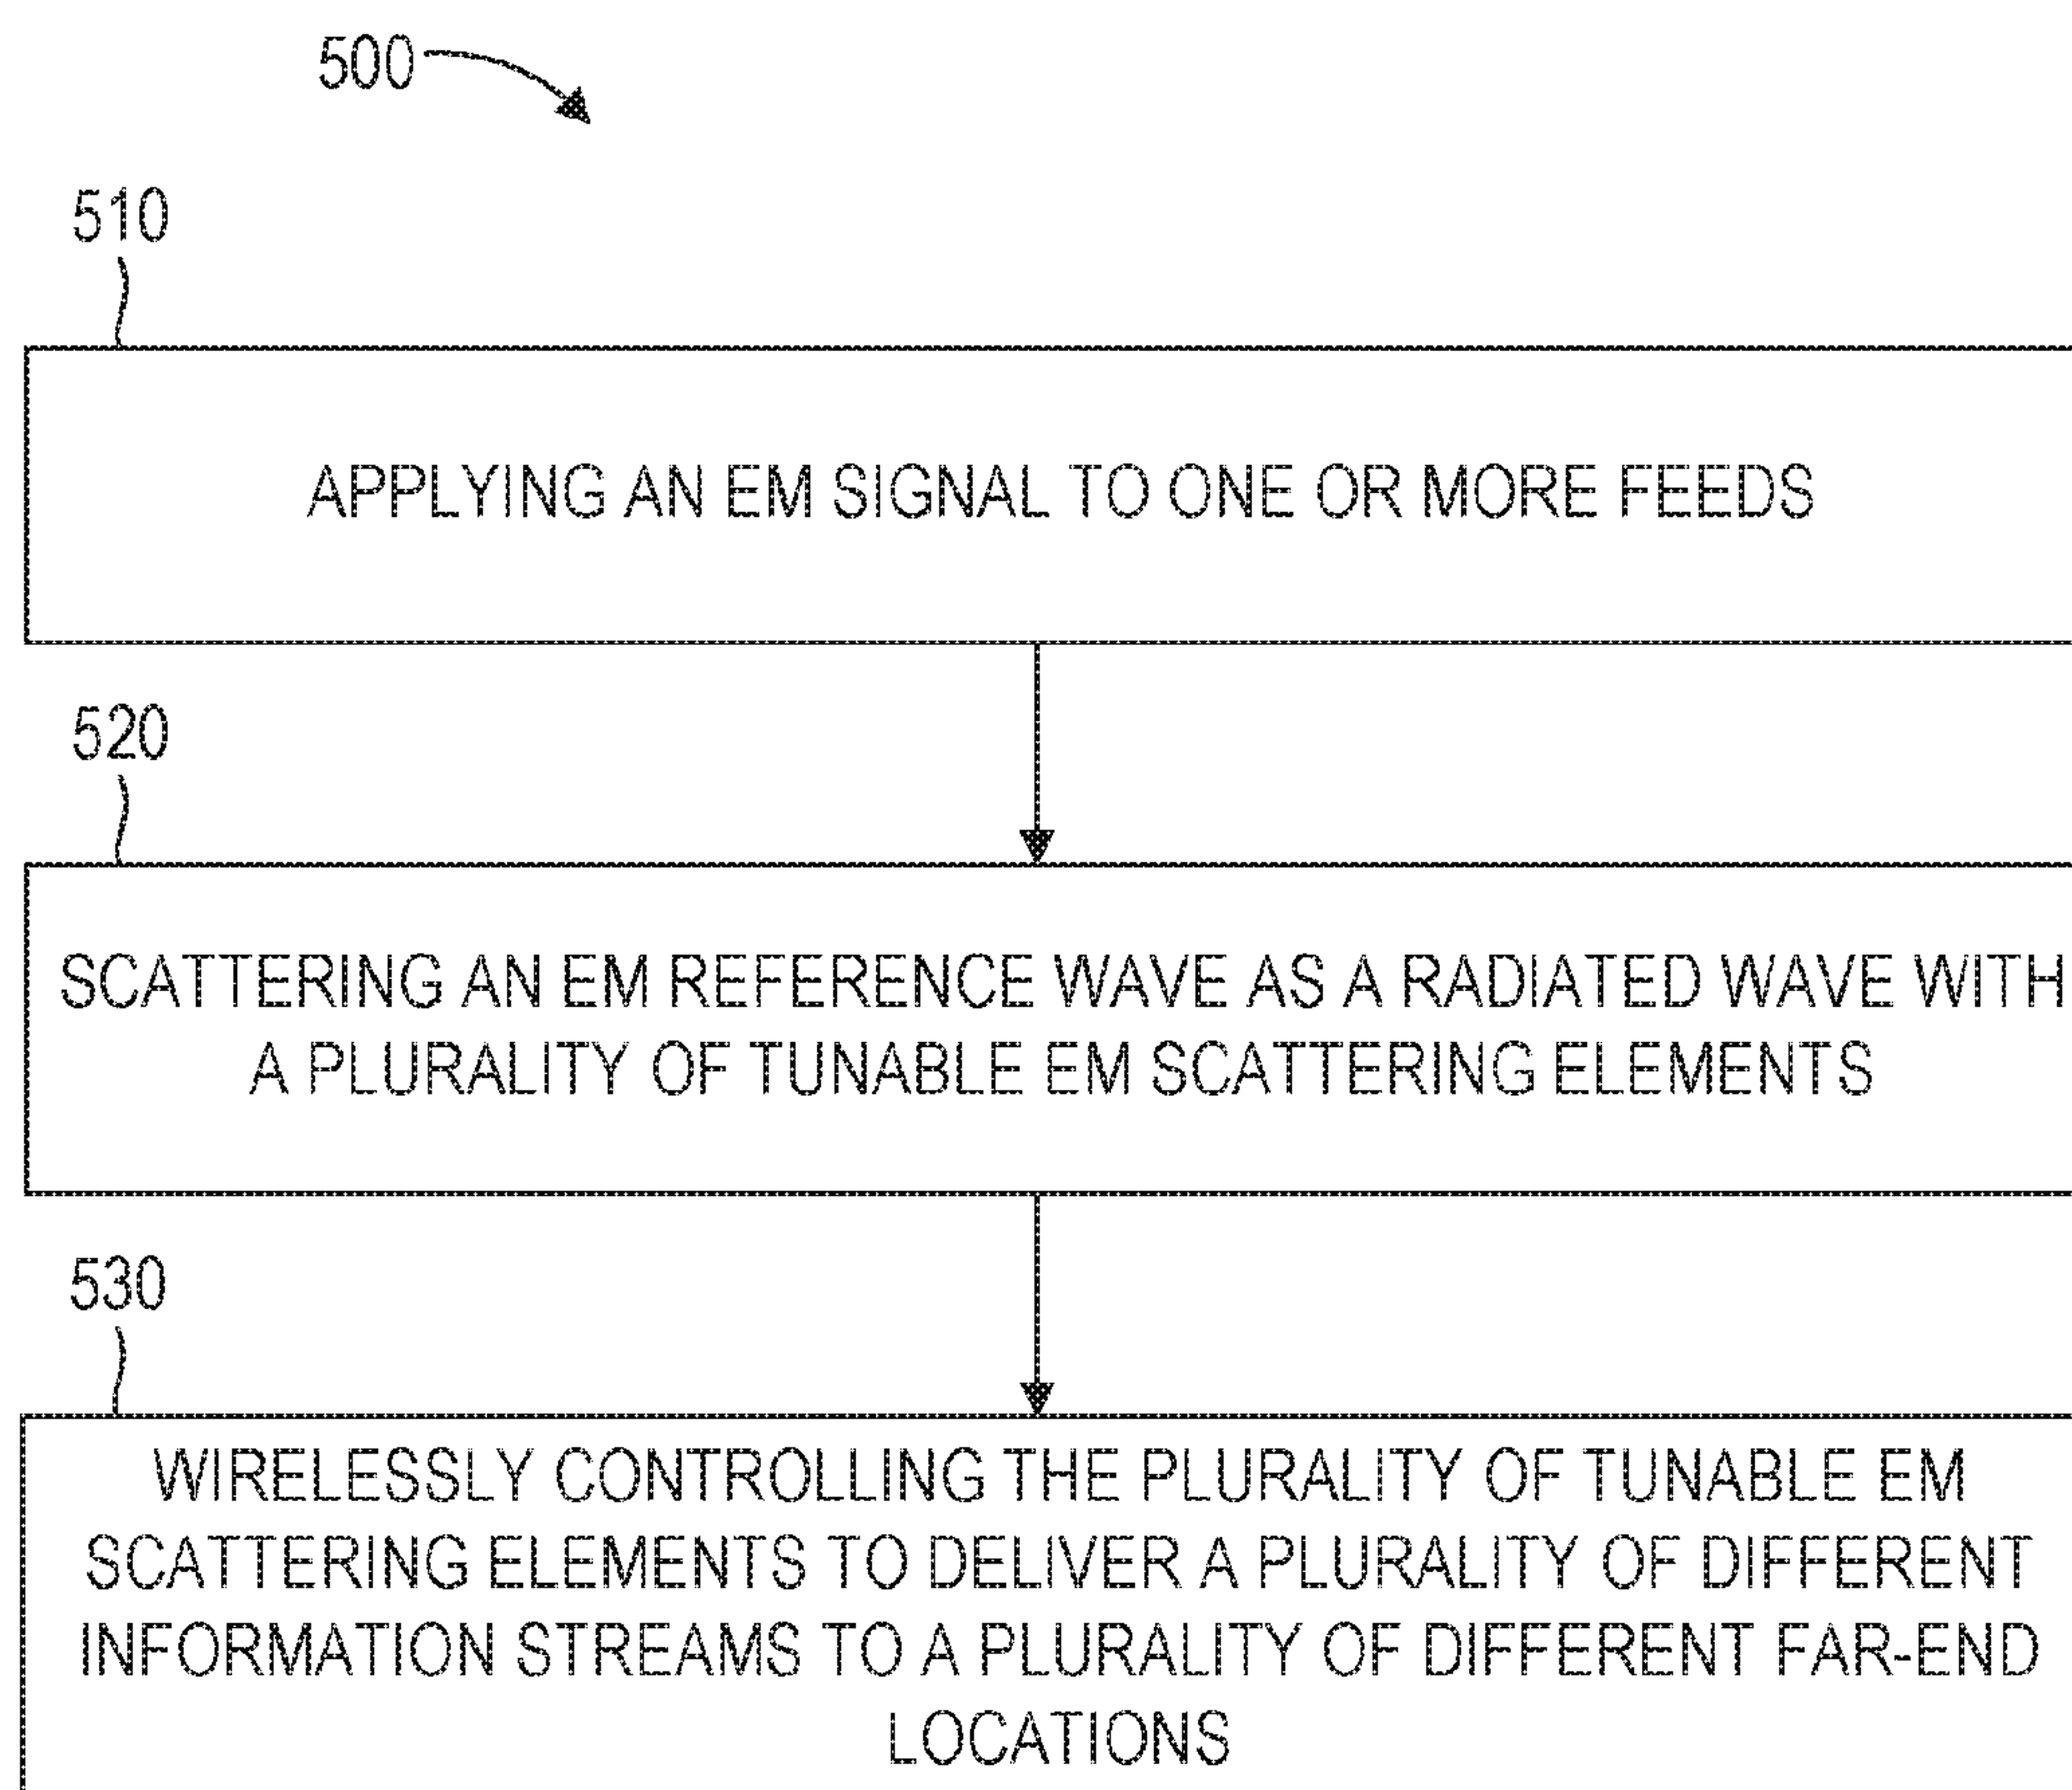 500
510
APPLYING AN EM SIGNAL TO ONE OR MORE FEEDS
520
SCATTERING AN EM REFERENCE WAVE AS A RADIATED WAVE WITH
A PLURALITY OF TUNABLE EM SCATTERING ELEMENTS
530
WIRELESSLY CONTROLLING THE PLURALITY OF TUNABLE EM
SCATTERING ELEMENTS TO DELIVER A PLURALITY OF DIFFERENT
INFORMATION STREAMS TO A PLURALITY OF DIFFERENT FAR-END
LOCATIONS